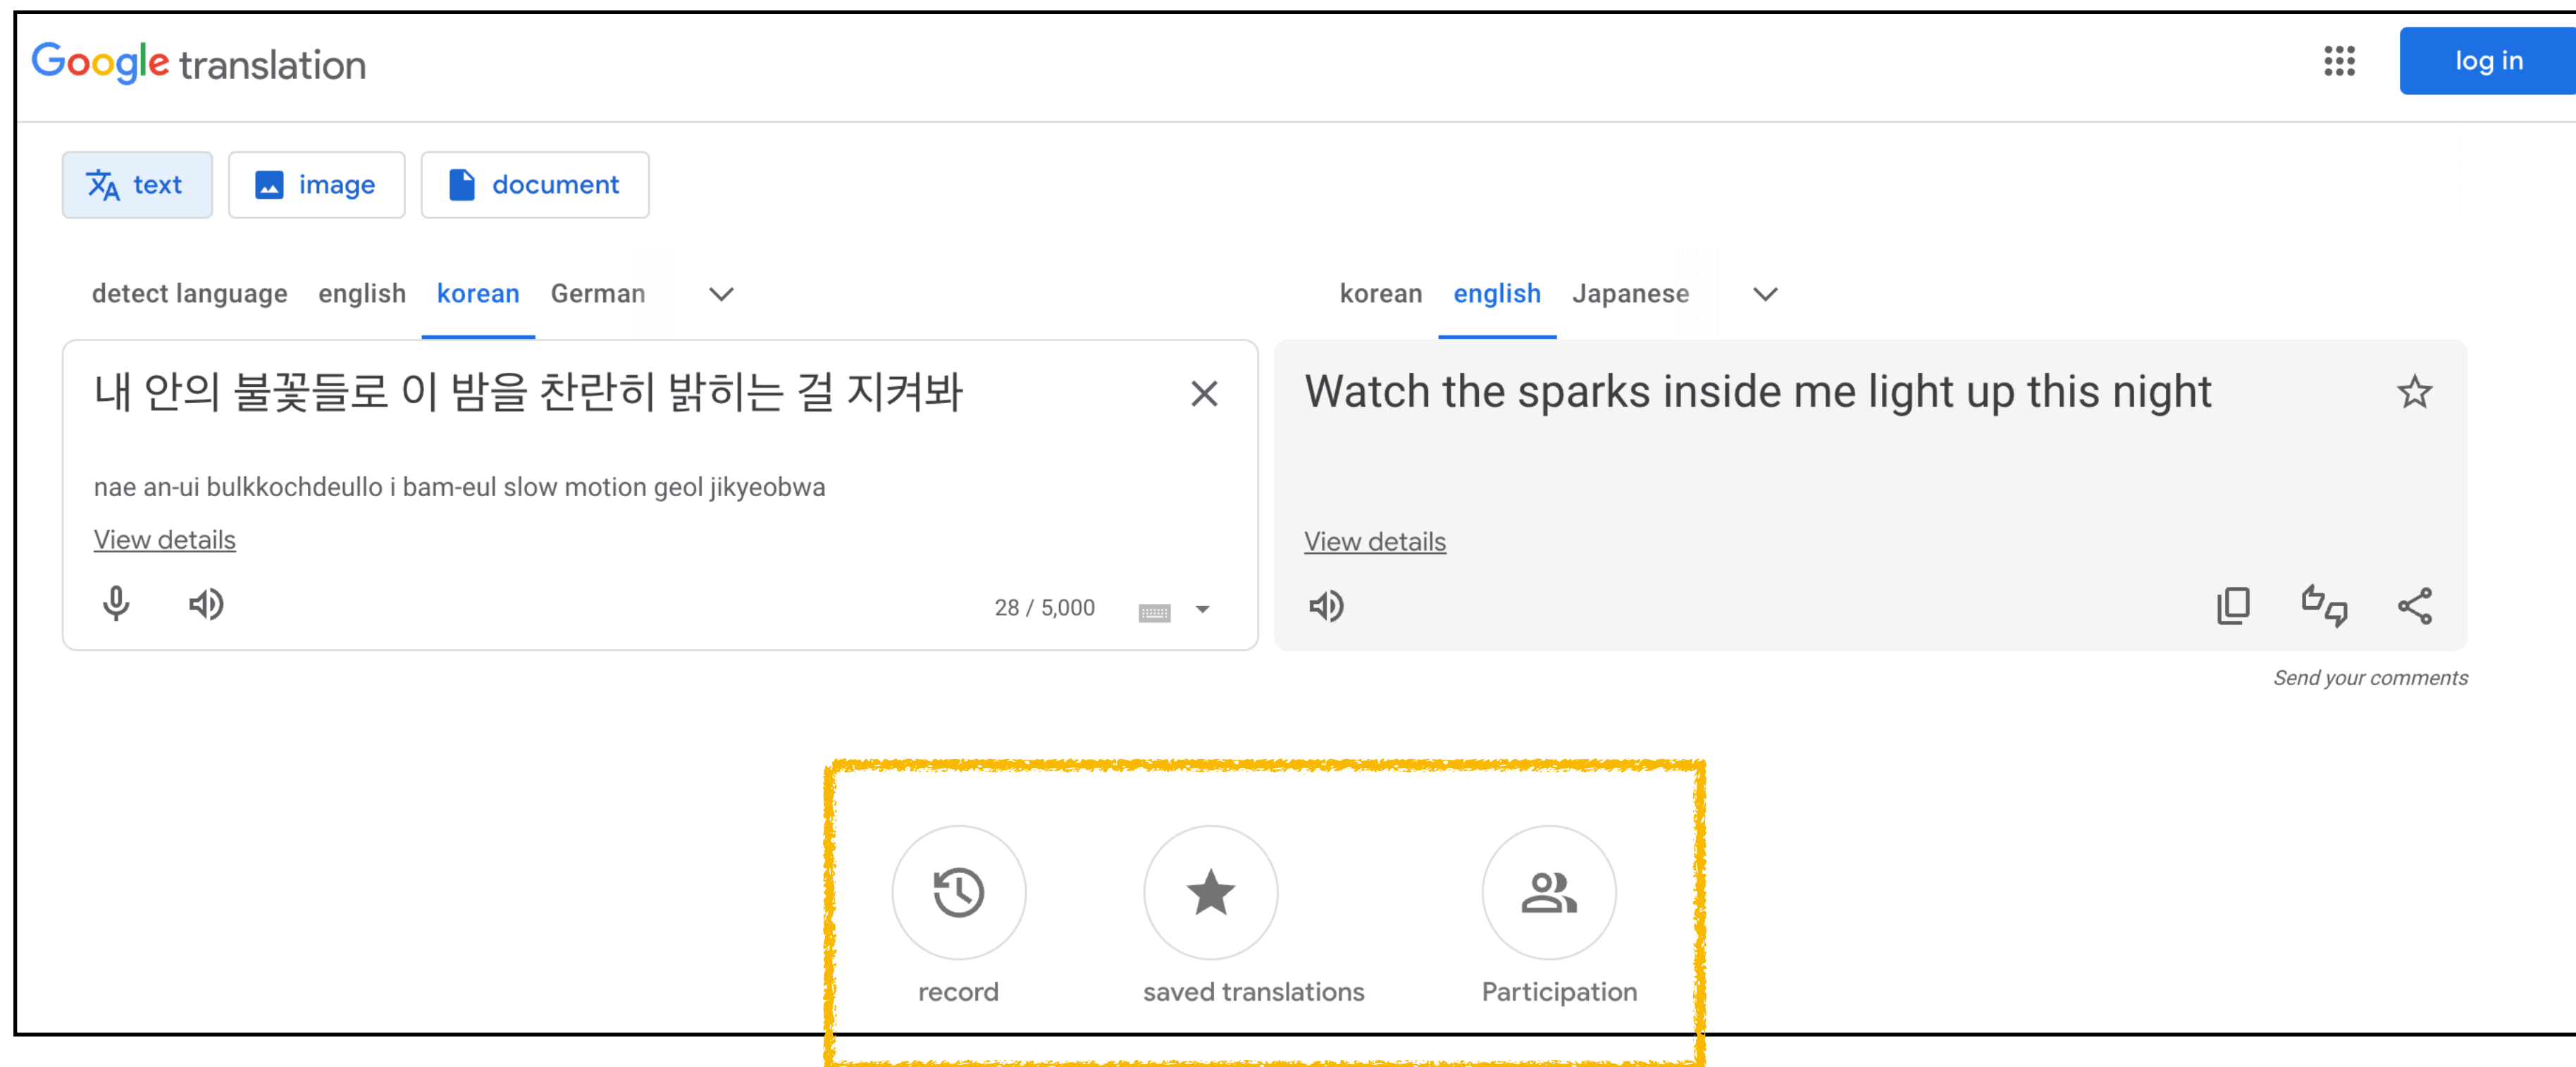 Google translation
log in
text image document
detect language english korean German
korean english Japanese
내 안의 불꽃들로 이 밤을 찬란히 밝히는 걸 지켜봐
Watch the sparks inside me light up this night
nae an-ui bulkkochdeullo i bam-eul slow motion geol jikyeobwa
View details
View details
28 / 5,000
Send your comments
record saved translations Participation